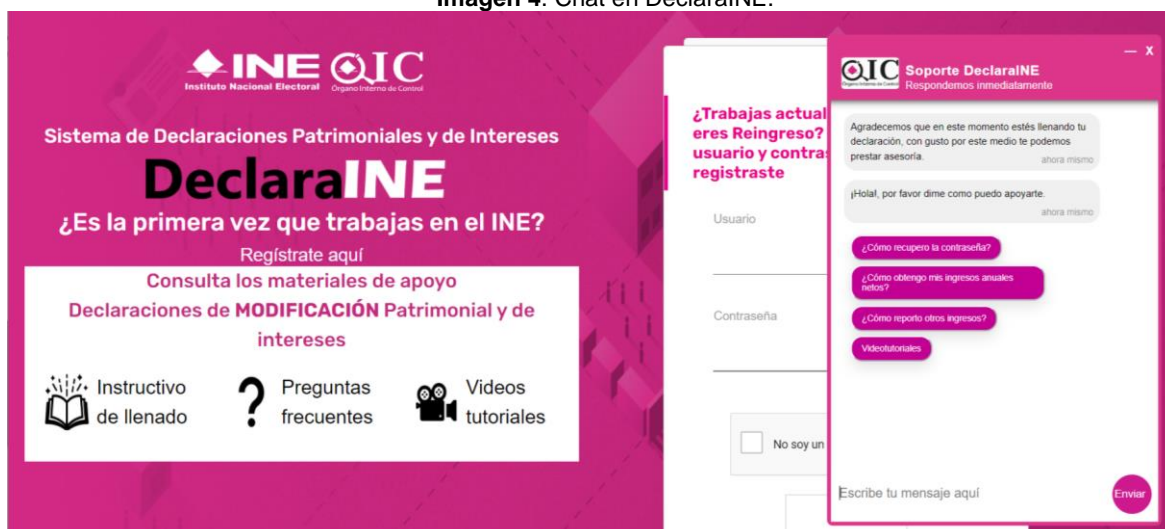 Imagen 4. Chat en DeclaraINE.
INE
Instituto Nacional Electoral
OIC
Órgano Interno de Control
Sistema de Declaraciones Patrimoniales y de Intereses
DeclaraINE
¿Es la primera vez que trabajas en el INE?
Regístrate aquí
Consulta los materiales de apoyo
Declaraciones de MODIFICACIÓN Patrimonial y de
intereses
Instructivo
de llenado
Preguntas
frecuentes
Videos
tutoriales
¿Trabajas actual
eres Reingreso?
usuario y contra
registraste
Usuario
Contraseña
No soy un
OIC
Órgano Interno de Control
Soporte DeclaraINE
Respondemos inmediatamente
— X
Agradecemos que en este momento estés llenando tu
declaración, con gusto por este medio te podemos
prestar asesoría.
ahora mismo
¡Hola!, por favor dime como puedo apoyarte.
ahora mismo
¿Cómo recupero la contraseña?
¿Cómo obtengo mis ingresos anuales
netos?
¿Cómo reporto otros ingresos?
Videotutoriales
Escribe tu mensaje aquí
Enviar